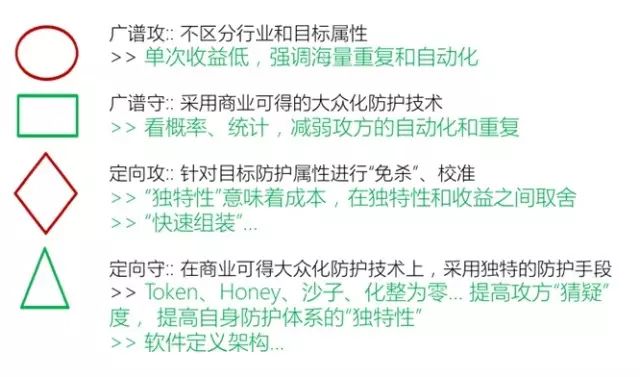 广谱攻:: 不区分行业和目标属性
>> 单次收益低，强调海量重复和自动化
广谱守:: 采用商业可得的大众化防护技术
>> 看概率、统计，减弱攻方的自动化和重复
定向攻:: 针对目标防护属性进行“免杀”、校准
>> “独特性”意味着成本，在独特性和收益之间取舍
>> “快速组装”...
定向守:: 在商业可得大众化防护技术上，采用独特的防护手段
>> Token、Honey、沙子、化整为零... 提高攻方“猜疑”
度， 提高自身防护体系的“独特性”
>> 软件定义架构...